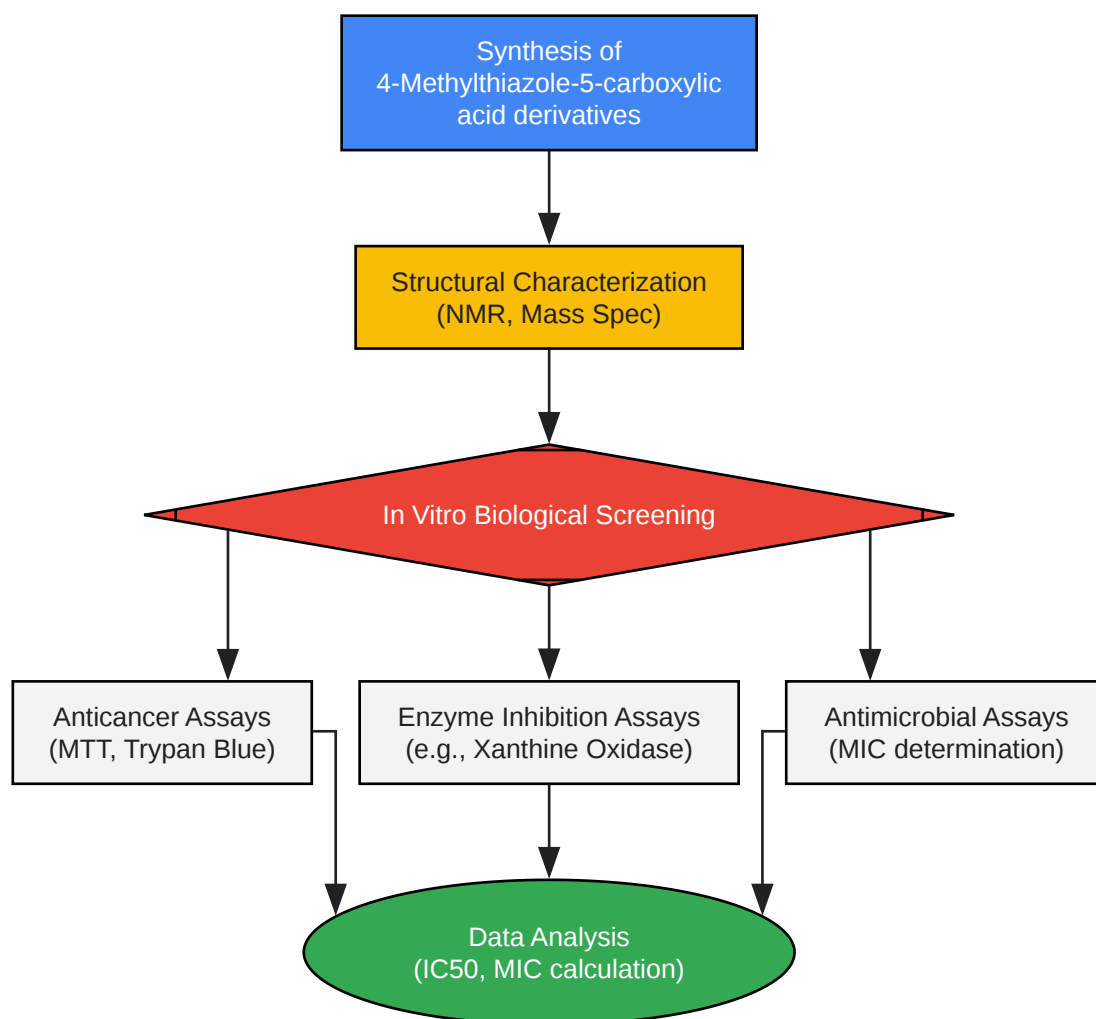 Synthesis of
4-Methylthiazole-5-carboxylic
acid derivatives
Structural Characterization
(NMR, Mass Spec)
In Vitro Biological Screening
Anticancer Assays
(MTT, Trypan Blue)
Enzyme Inhibition Assays
(e.g., Xanthine Oxidase)
Antimicrobial Assays
(MIC determination)
Data Analysis
(IC50, MIC calculation)